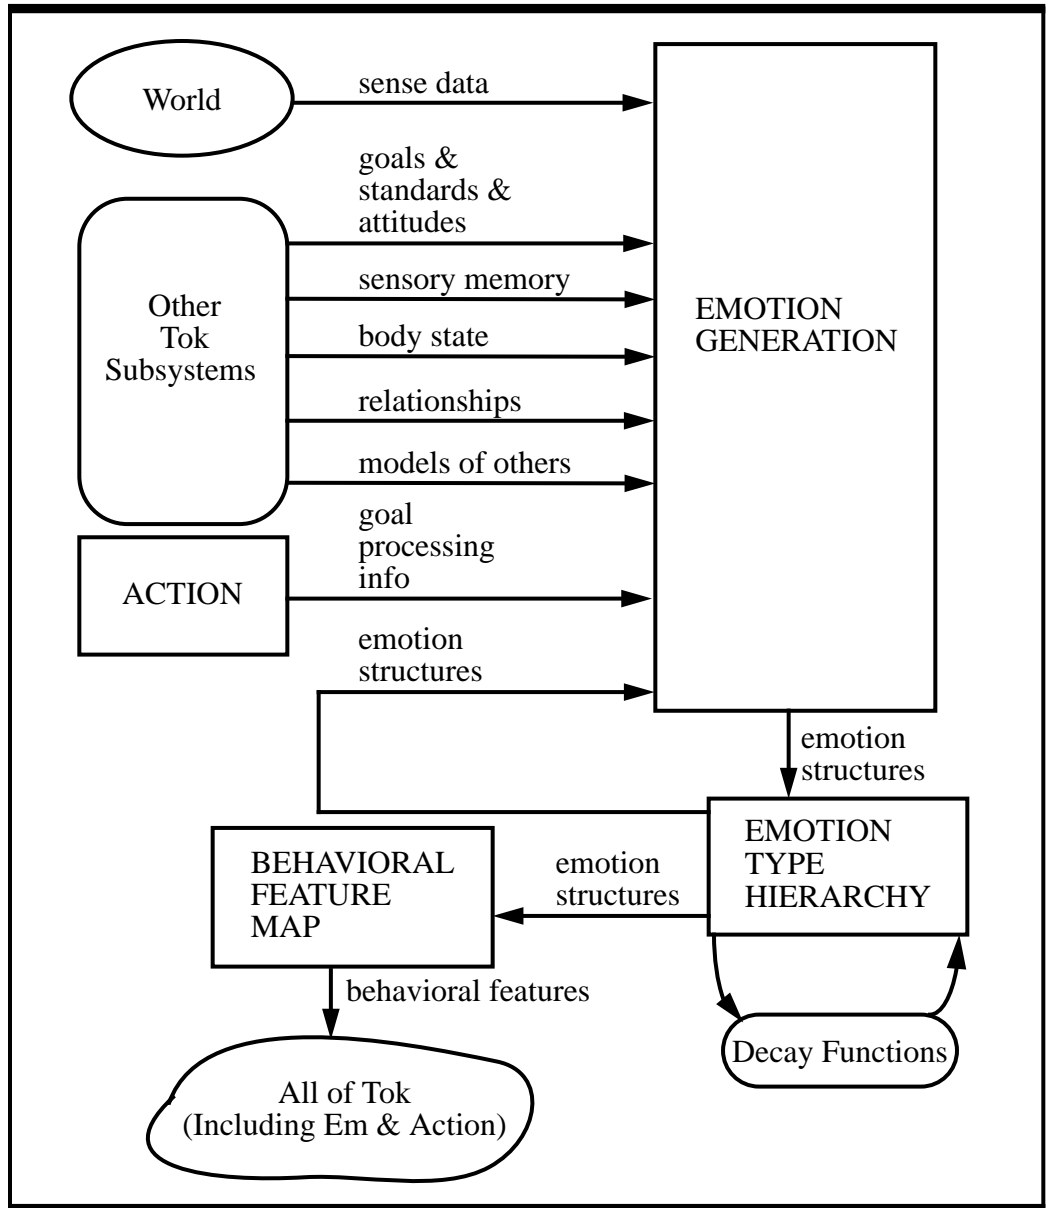 World
sense data
goals &
standards &
attitudes
Other
Tok
Subsystems
sensory memory
body state
relationships
models of others
EMOTION
GENERATION
goal
processing
info
ACTION
emotion
structures
emotion
structures
EMOTION
TYPE
HIERARCHY
emotion
structures
BEHAVIORAL
FEATURE
MAP
behavioral features
Decay Functions
All of Tok
(Including Em & Action)